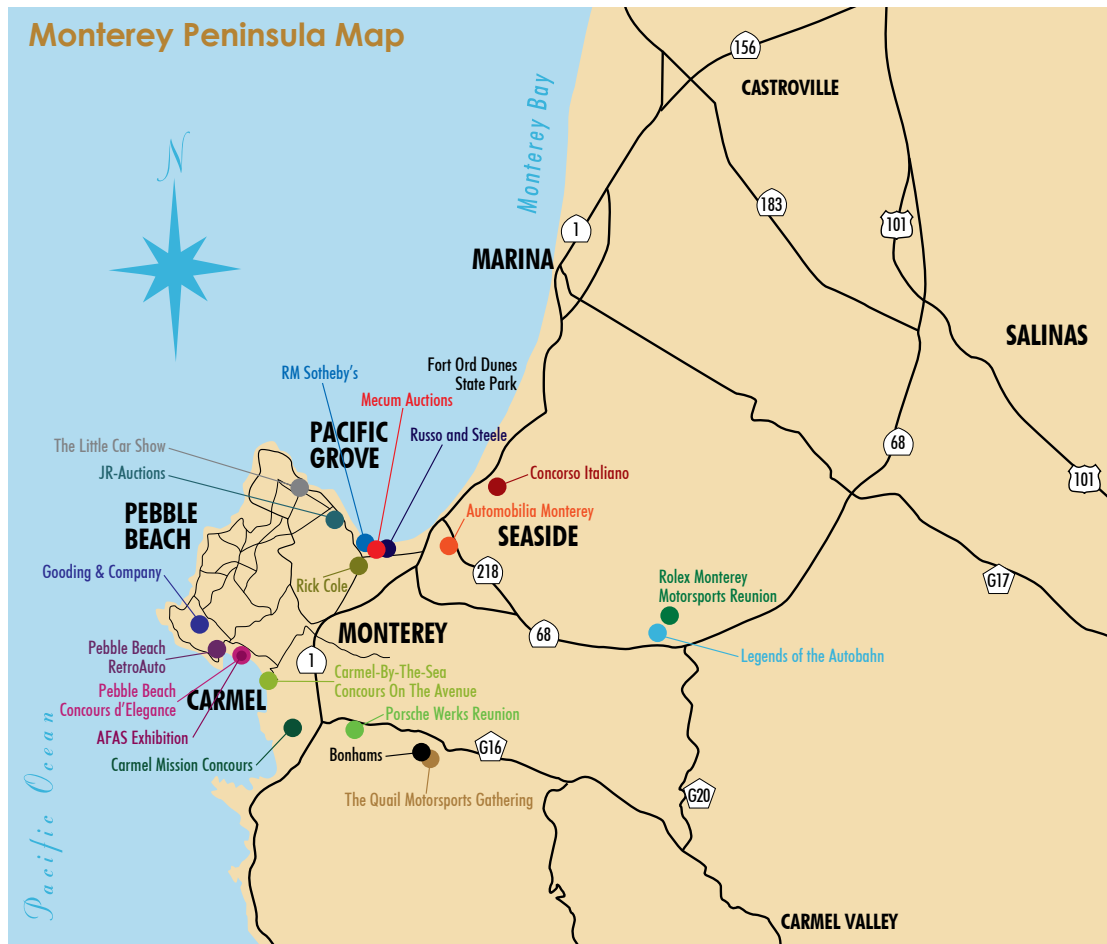 Monterey Peninsula Map
156
CASTROVILLE
N
Monterey Bay
183
101
1
MARINA
SALINAS
Fort Ord Dunes
State Park
RM Sotheby's
Mecum Auctions
PACIFIC
GROVE
Russo and Steele
The Little Car Show
JR-Auctions
68
101
Concorso Italiano
PEBBLE
BEACH
Automobilia Monterey
SEASIDE
Gooding & Company
Rick Cole
218
Rolex Monterey
Motorsports Reunion
G17
MONTEREY
68
Pebble Beach
RetroAuto
1
Legends of the Autobahn
Carmel-By-The-Sea
Concours On The Avenue
Pebble Beach
Concours d'Elegance
CARMEL
Porsche Werks Reunion
AFAS Exhibition
Carmel Mission Concours
Bonhams
G16
The Quail Motorsports Gathering
G20
Pacific Ocean
CARMEL VALLEY